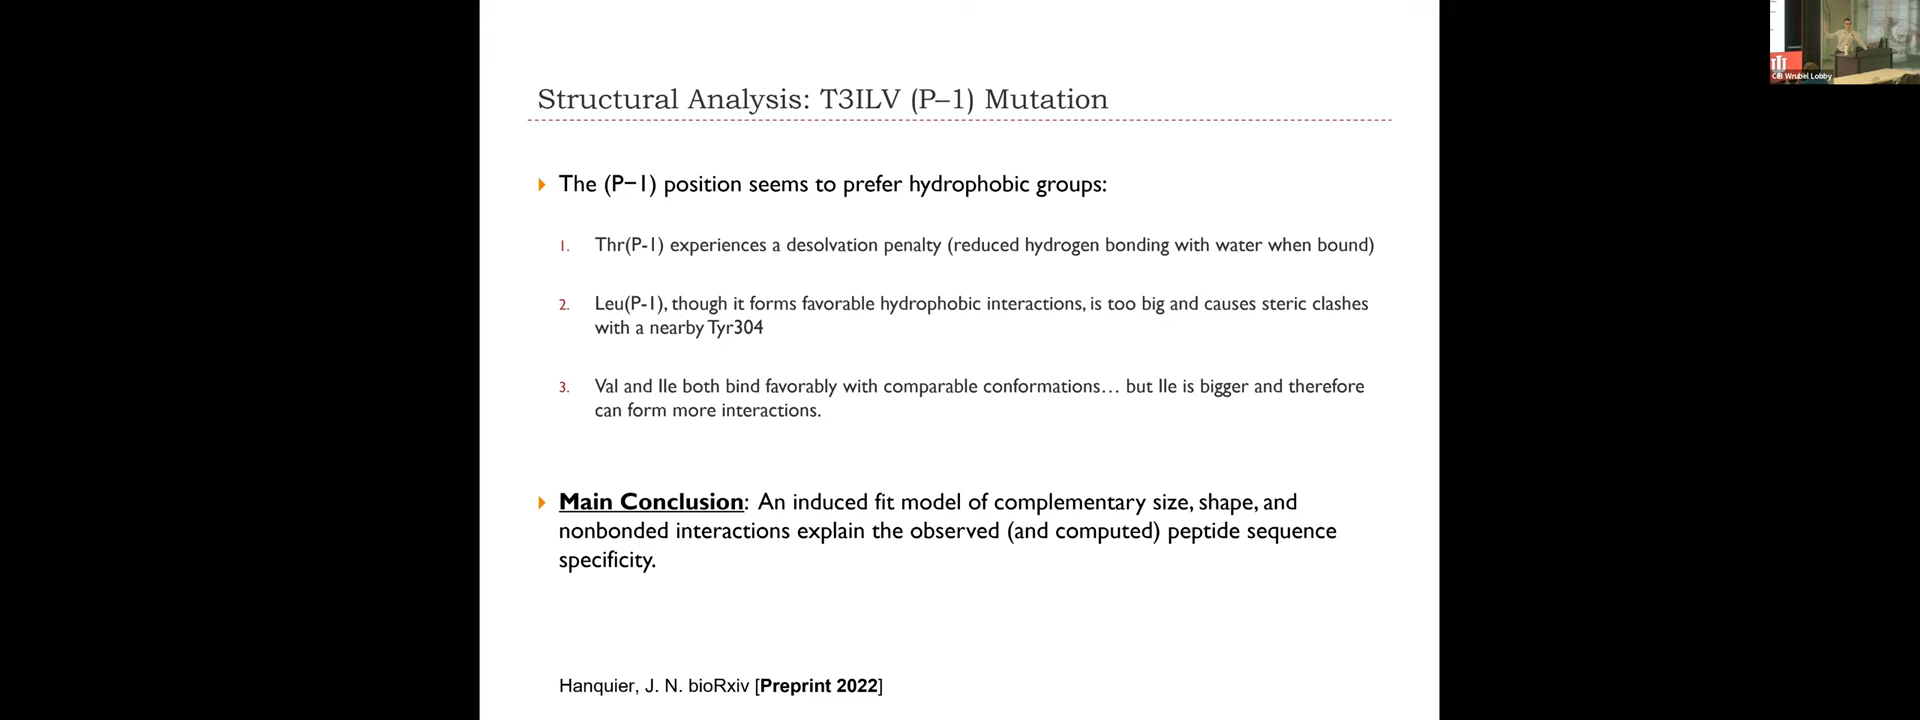 Structural Analysis: T3ILV (P–1) Mutation
The (P−1) position seems to prefer hydrophobic groups:
1. Thr(P-1) experiences a desolvation penalty (reduced hydrogen bonding with water when bound)
2. Leu(P-1), though it forms favorable hydrophobic interactions, is too big and causes steric clashes
with a nearby Tyr304
3. Val and Ile both bind favorably with comparable conformations… but Ile is bigger and therefore
can form more interactions.
Main Conclusion: An induced fit model of complementary size, shape, and
nonbonded interactions explain the observed (and computed) peptide sequence
specificity.
Hanquier, J. N. bioRxiv [Preprint 2022]
CIB Wrubel Lobby